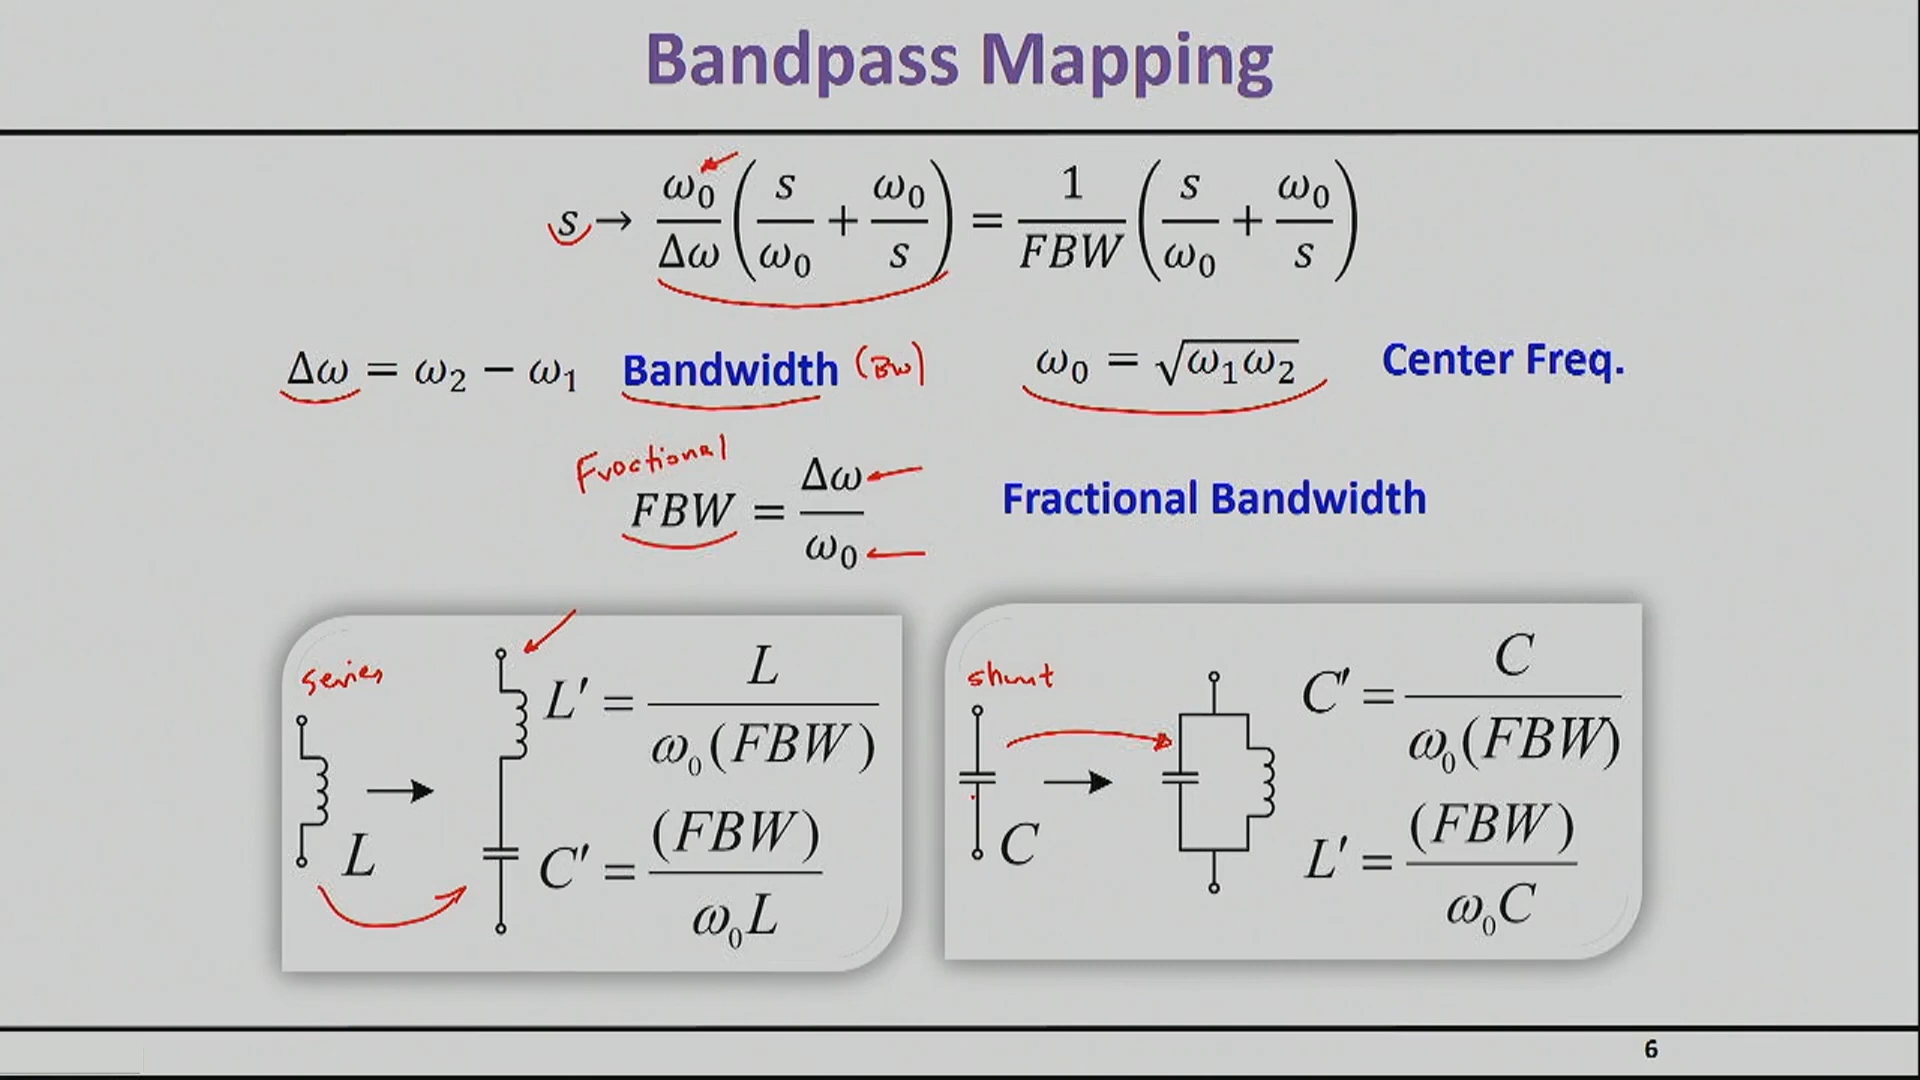 Bandpass Mapping
s → ω₀/Δω (s/ω₀ + ω₀/s) = 1/FBW (s/ω₀ + ω₀/s)
Δω = ω₂ − ω₁ Bandwidth (BW) ω₀ = √ω₁ω₂ Center Freq.
Fractional
FBW = Δω/ω₀ Fractional Bandwidth
series
L
L′ = L/ω₀(FBW)
C′ = (FBW)/ω₀L
shunt
C
C′ = C/ω₀(FBW)
L′ = (FBW)/ω₀C
6